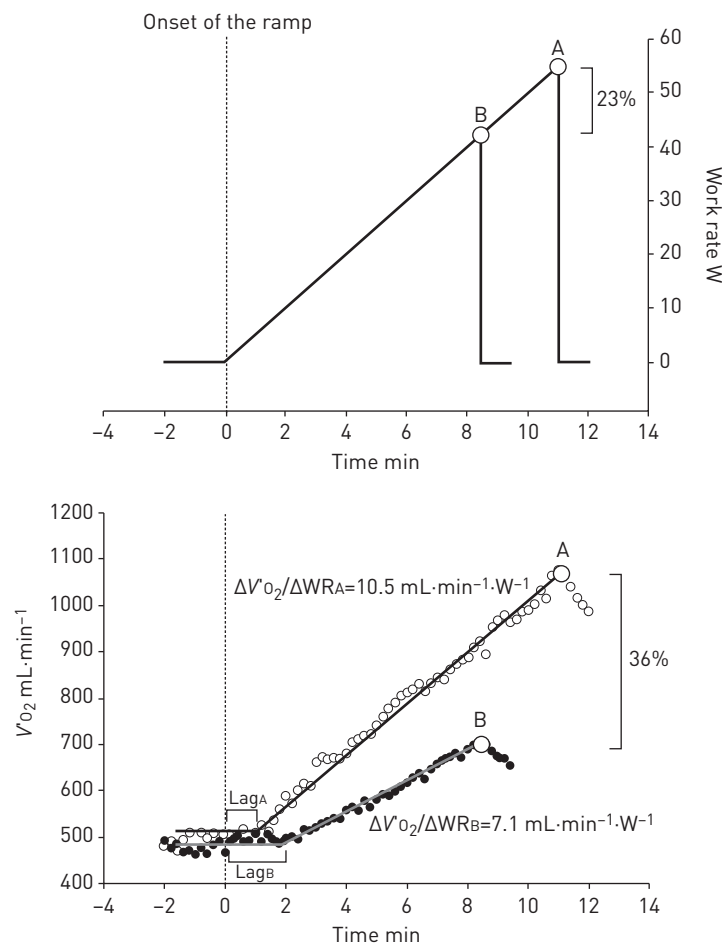 Onset of the ramp
A
B
23%
60
50
40
30
20
10
0
Work rate W
–4 –2 0 2 4 6 8 10 12 14
Time min
1200
1100
1000
900
800
700
600
500
400
V'O₂ mL·min⁻¹
A
ΔV'O₂/ΔWRA=10.5 mL·min⁻¹·W⁻¹
36%
B
LagA
ΔV'O₂/ΔWRB=7.1 mL·min⁻¹·W⁻¹
LagB
–4 –2 0 2 4 6 8 10 12 14
Time min